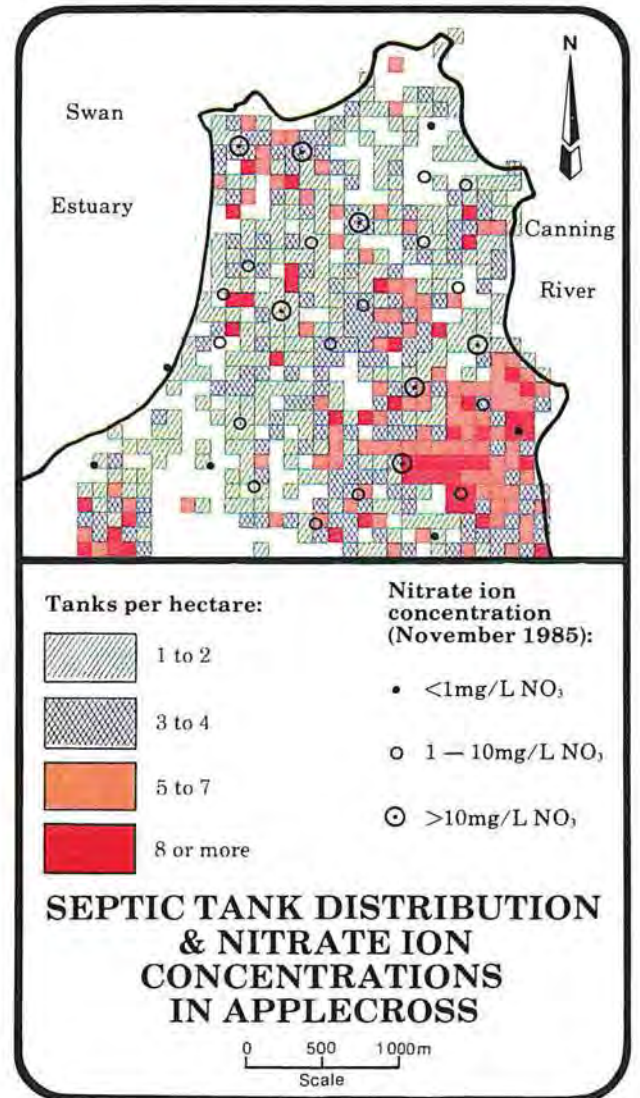 N
Swan
Estuary
Canning
River
Tanks per hectare:
1 to 2
3 to 4
5 to 7
8 or more
Nitrate ion
concentration
(November 1985):
<1mg/L NO₃
1 — 10mg/L NO₃
>10mg/L NO₃
SEPTIC TANK DISTRIBUTION
& NITRATE ION
CONCENTRATIONS
IN APPLECROSS
0 500 1000m
Scale